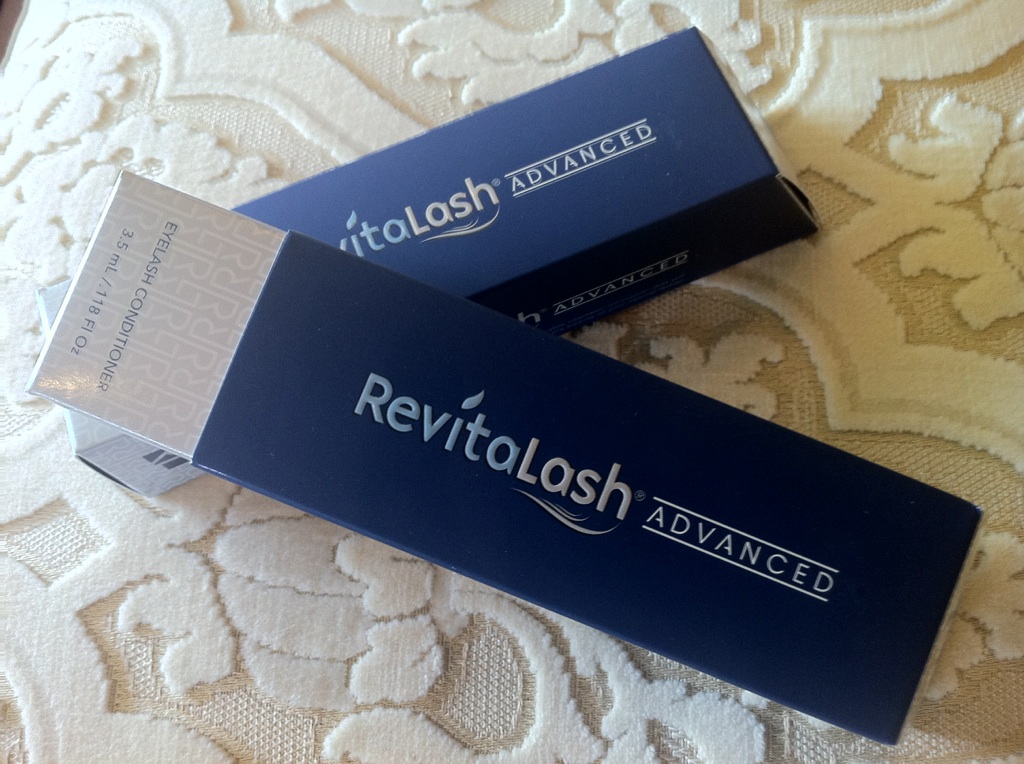 vitaLash® ADVANCED
h® ADVANCED
EYELASH CONDITIONER
3.5 mL / .118 Fl Oz
RevitaLash® ADVANCED